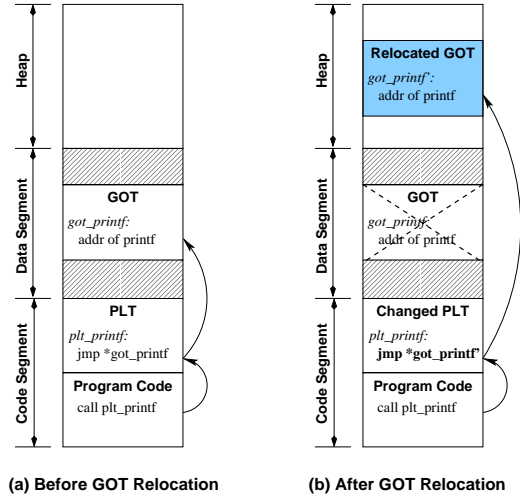 Heap
Data Segment
Code Segment
GOT
got_printf:
addr of printf
PLT
plt_printf:
jmp *got_printf
Program Code
call plt_printf
(a) Before GOT Relocation
Heap
Data Segment
Code Segment
Relocated GOT
got_printf':
addr of printf
GOT
got_printf:
addr of printf
Changed PLT
plt_printf:
jmp *got_printf'
Program Code
call plt_printf
(b) After GOT Relocation